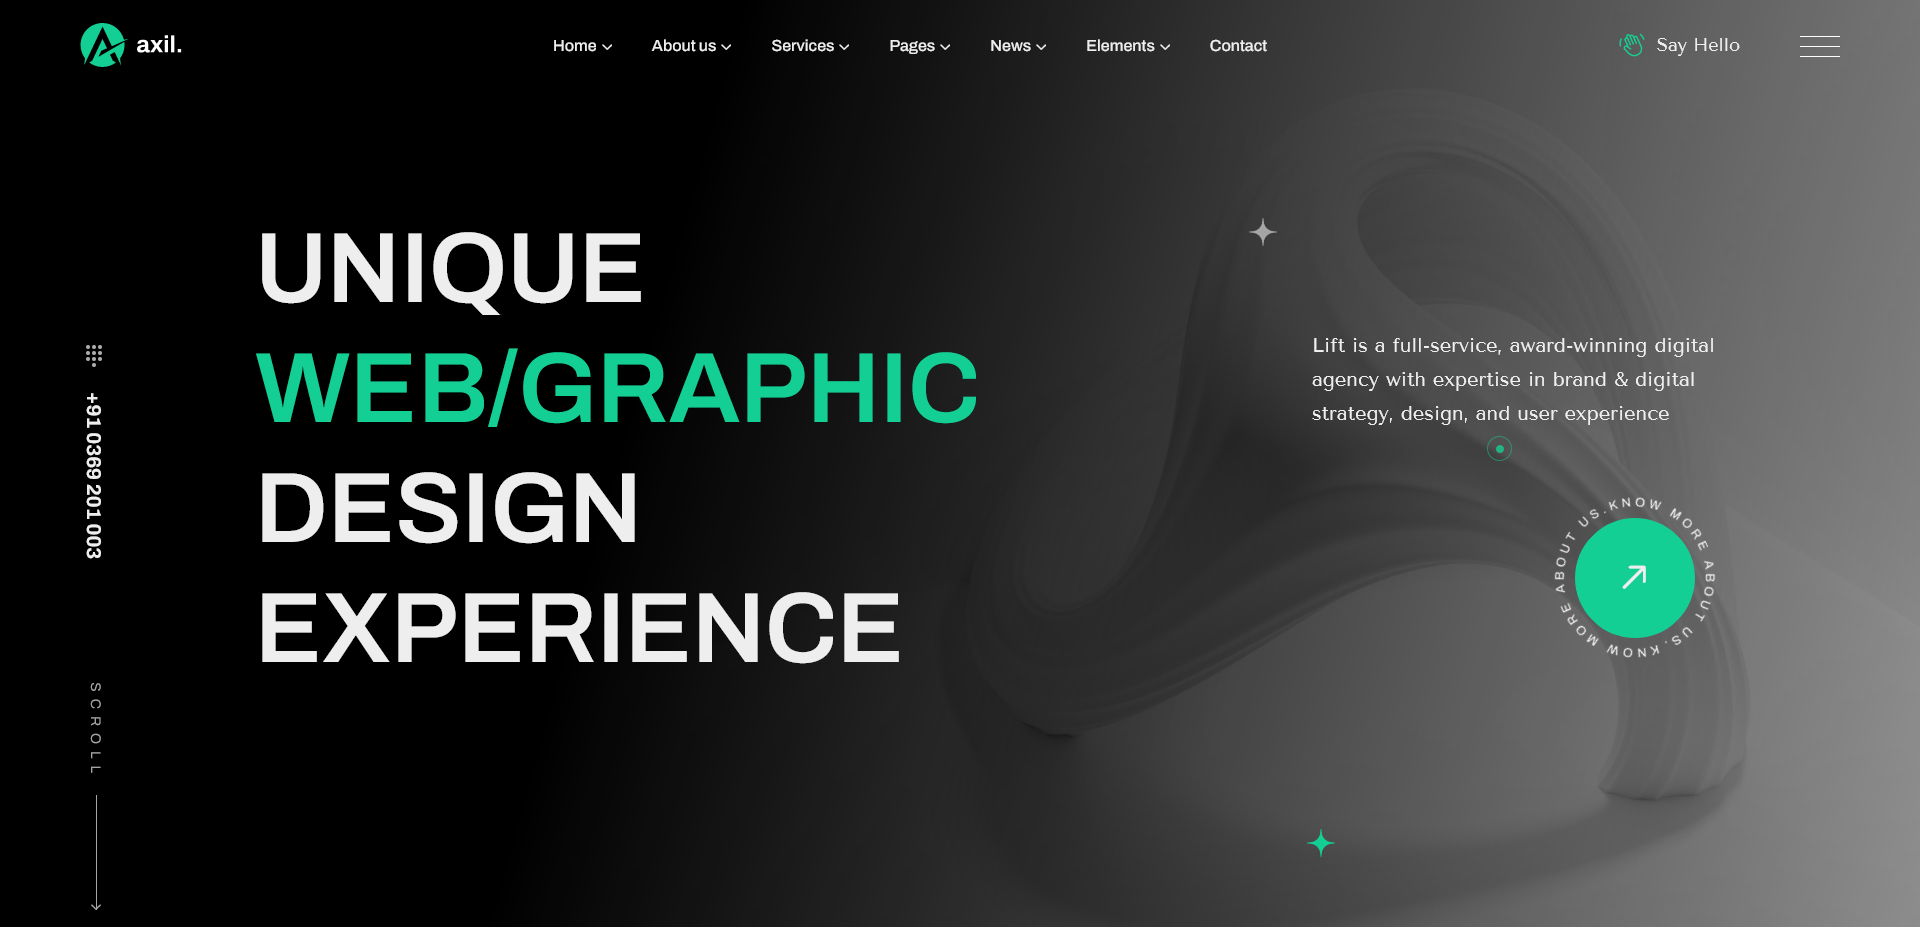 axil.
Home
About us
Services
Pages
News
Elements
Contact
Say Hello
UNIQUE
WEB/GRAPHIC
DESIGN
EXPERIENCE
Lift is a full-service, award-winning digital
agency with expertise in brand & digital
strategy, design, and user experience
KNOW MORE ABOUT US.KNOW MORE ABOUT US.
+91 0369 201 003
SCROLL